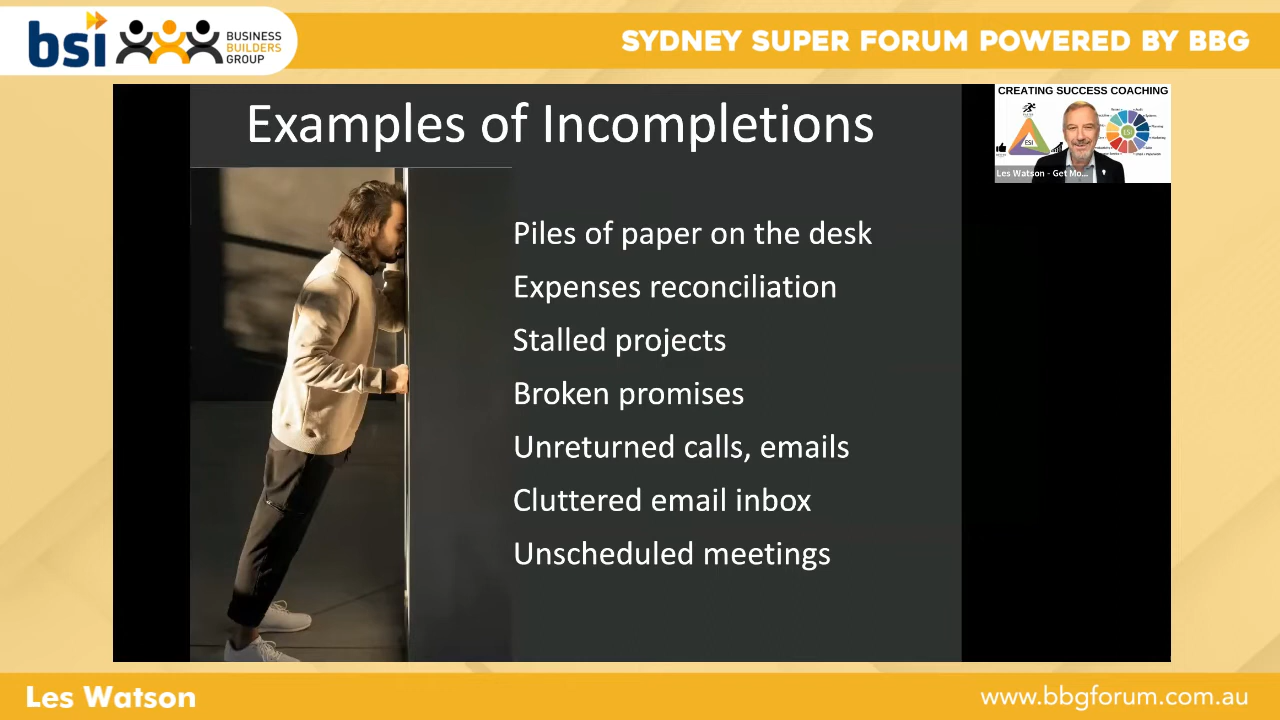 bsi
BUSINESS
BUILDERS
GROUP
SYDNEY SUPER FORUM POWERED BY BBG
Examples of Incompletions
CREATING SUCCESS COACHING
ESI
Les Watson - Get Mo...
Piles of paper on the desk
Expenses reconciliation
Stalled projects
Broken promises
Unreturned calls, emails
Cluttered email inbox
Unscheduled meetings
Les Watson
www.bbgforum.com.au